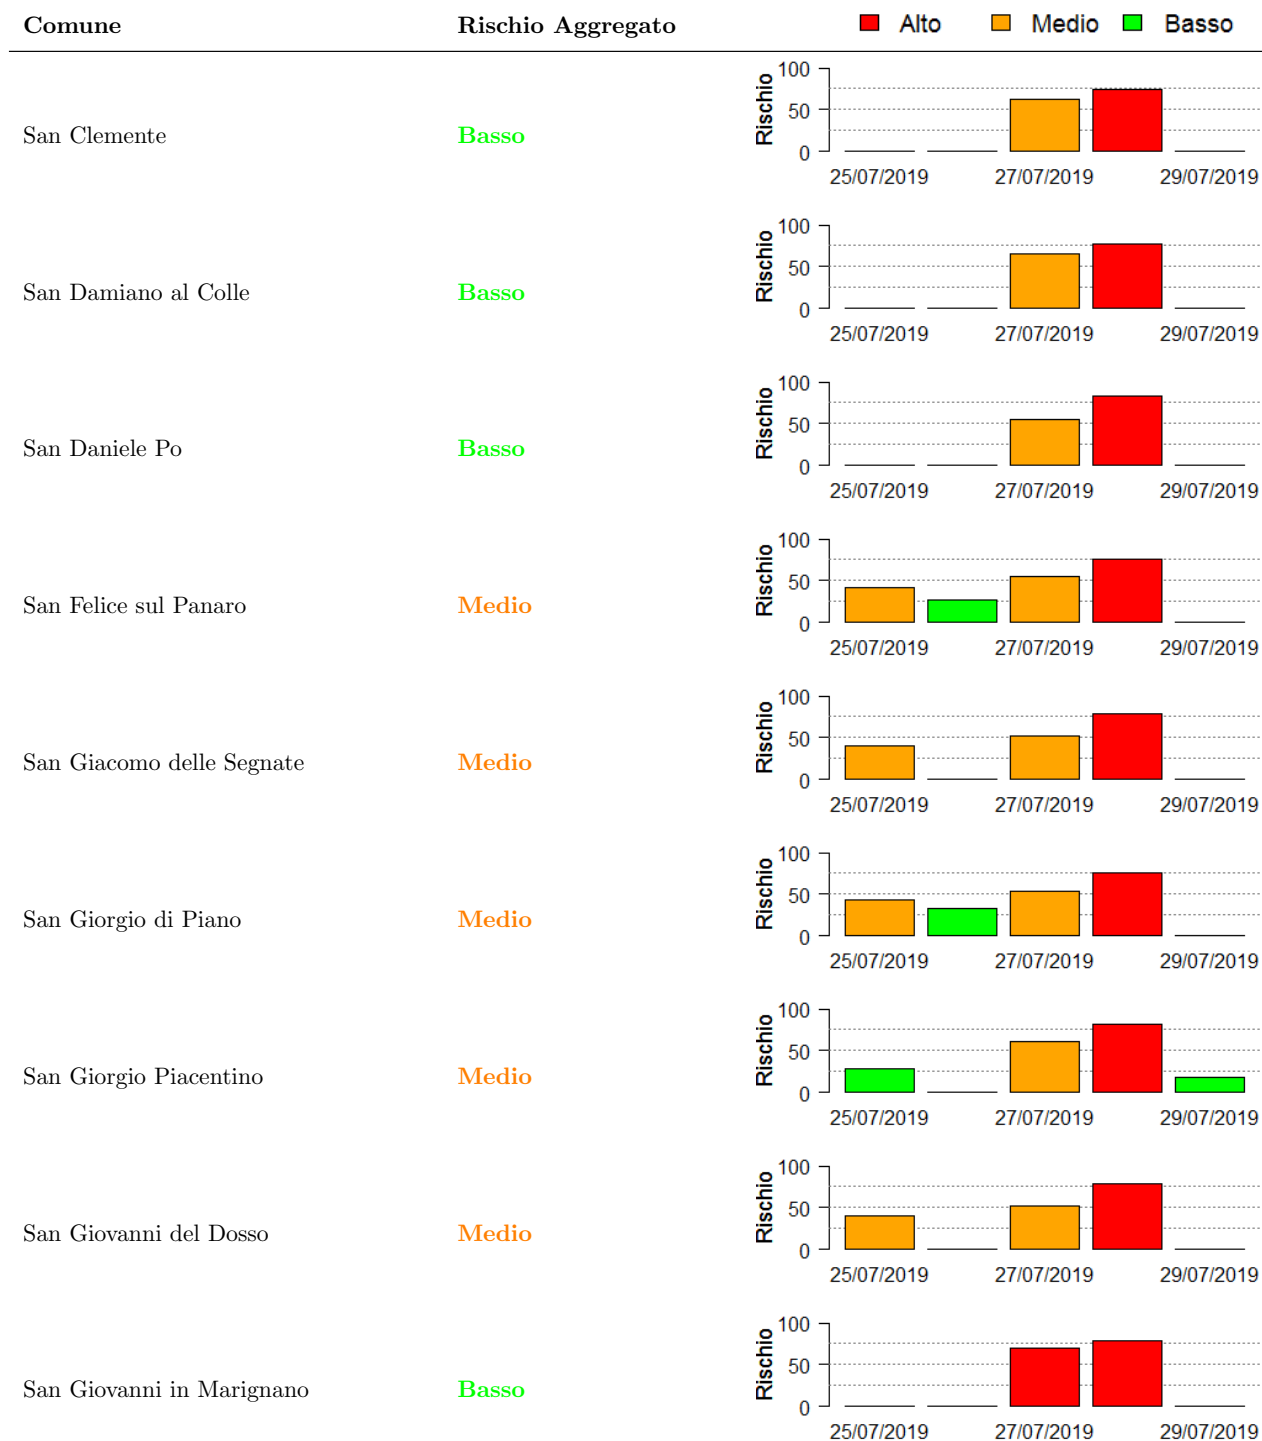 Comune Rischio Aggregato Alto Medio Basso
San Clemente Basso
Rischio
100
50
0
25/07/2019 27/07/2019 29/07/2019
San Damiano al Colle Basso
Rischio
100
50
0
25/07/2019 27/07/2019 29/07/2019
San Daniele Po Basso
Rischio
100
50
0
25/07/2019 27/07/2019 29/07/2019
San Felice sul Panaro Medio
Rischio
100
50
0
25/07/2019 27/07/2019 29/07/2019
San Giacomo delle Segnate Medio
Rischio
100
50
0
25/07/2019 27/07/2019 29/07/2019
San Giorgio di Piano Medio
Rischio
100
50
0
25/07/2019 27/07/2019 29/07/2019
San Giorgio Piacentino Medio
Rischio
100
50
0
25/07/2019 27/07/2019 29/07/2019
San Giovanni del Dosso Medio
Rischio
100
50
0
25/07/2019 27/07/2019 29/07/2019
San Giovanni in Marignano Basso
Rischio
100
50
0
25/07/2019 27/07/2019 29/07/2019